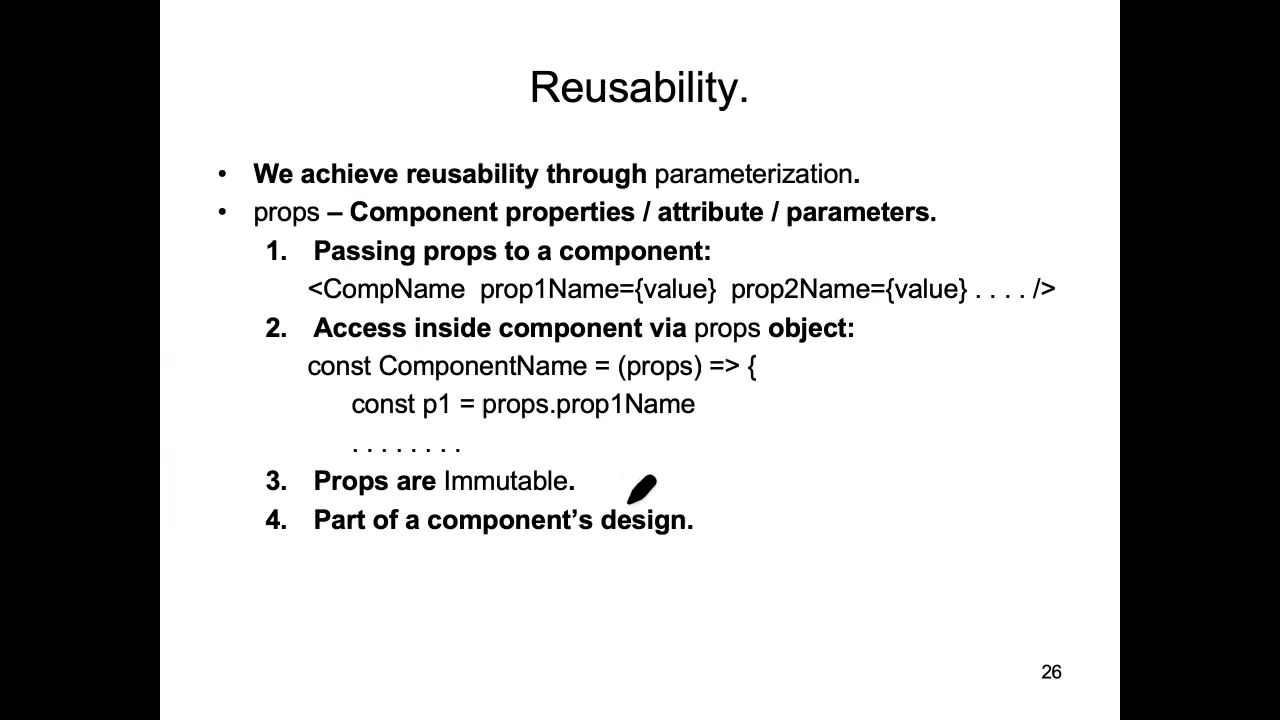 Reusability.
• We achieve reusability through parameterization.
• props – Component properties / attribute / parameters.
1. Passing props to a component:
<CompName prop1Name={value} prop2Name={value} . . . . />
2. Access inside component via props object:
const ComponentName = (props) => {
const p1 = props.prop1Name
. . . . . . . .
3. Props are Immutable.
4. Part of a component’s design.
26